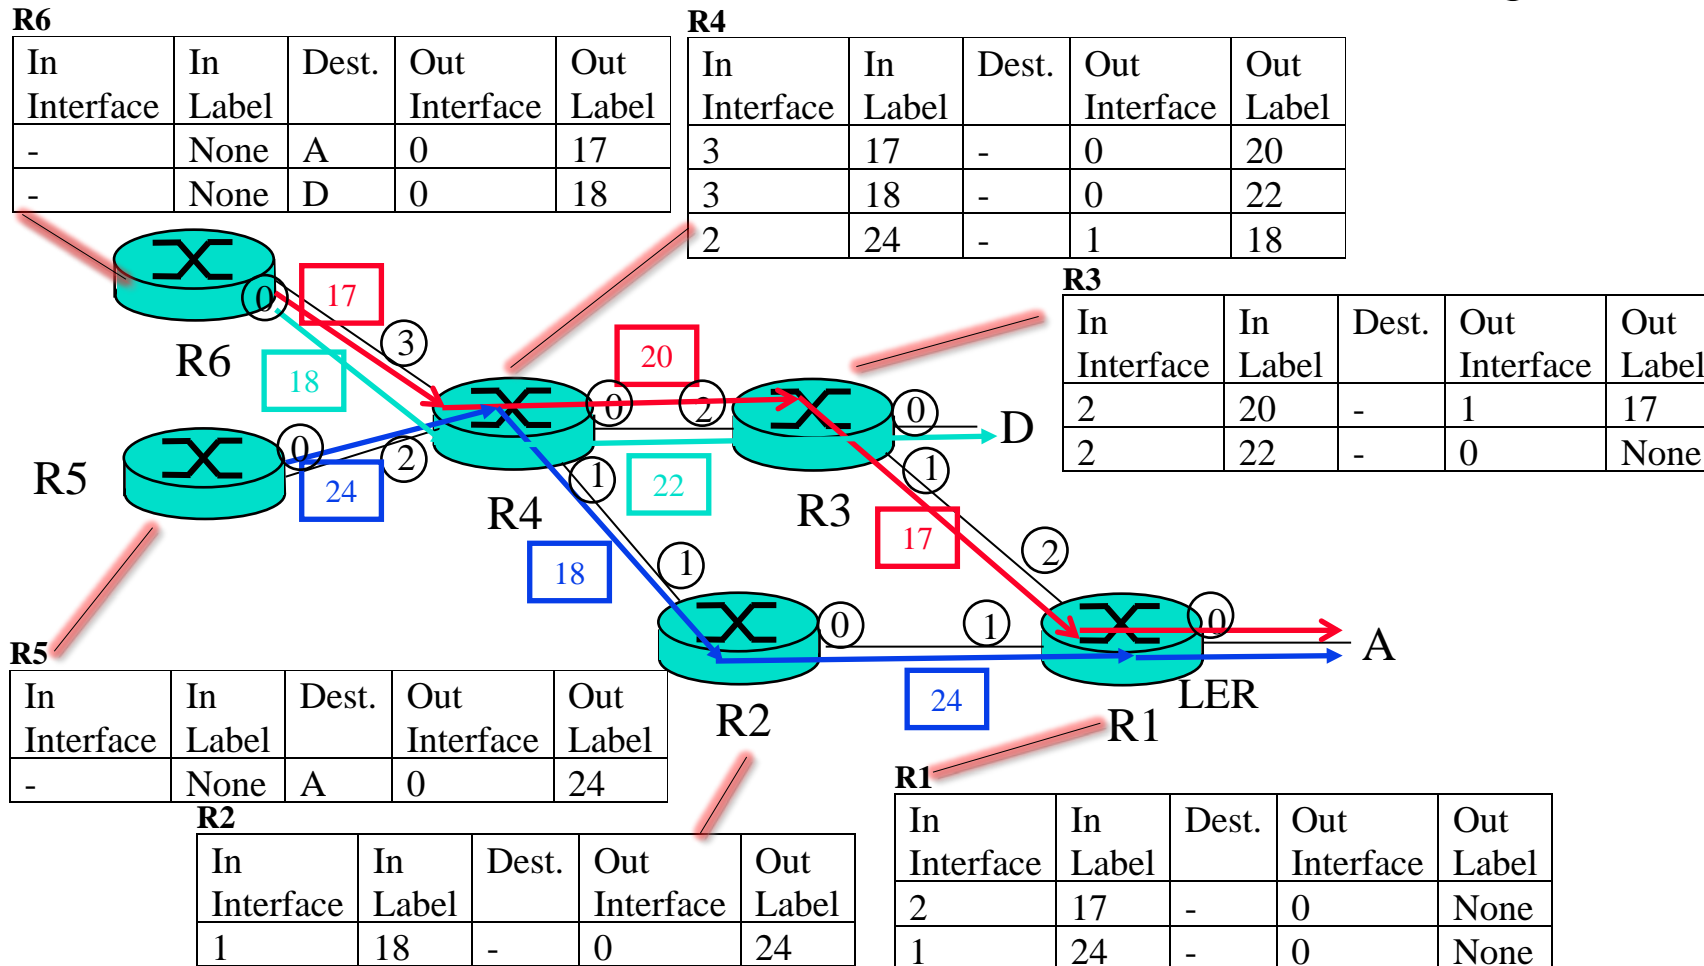 R6
In Interface | In Label | Dest. | Out Interface | Out Label
- | None | A | 0 | 17
- | None | D | 0 | 18
R4
In Interface | In Label | Dest. | Out Interface | Out Label
3 | 17 | - | 0 | 20
3 | 18 | - | 0 | 22
2 | 24 | - | 1 | 18
R3
In Interface | In Label | Dest. | Out Interface | Out Label
2 | 20 | - | 1 | 17
2 | 22 | - | 0 | None
0
17
3
R6
18
20
0
2
0
D
R5
0
2
24
R4
1
22
R3
1
17
18
1
2
0
1
0
A
24
LER
R2
R1
R5
In Interface | In Label | Dest. | Out Interface | Out Label
- | None | A | 0 | 24
R2
In Interface | In Label | Dest. | Out Interface | Out Label
1 | 18 | - | 0 | 24
R1
In Interface | In Label | Dest. | Out Interface | Out Label
2 | 17 | - | 0 | None
1 | 24 | - | 0 | None